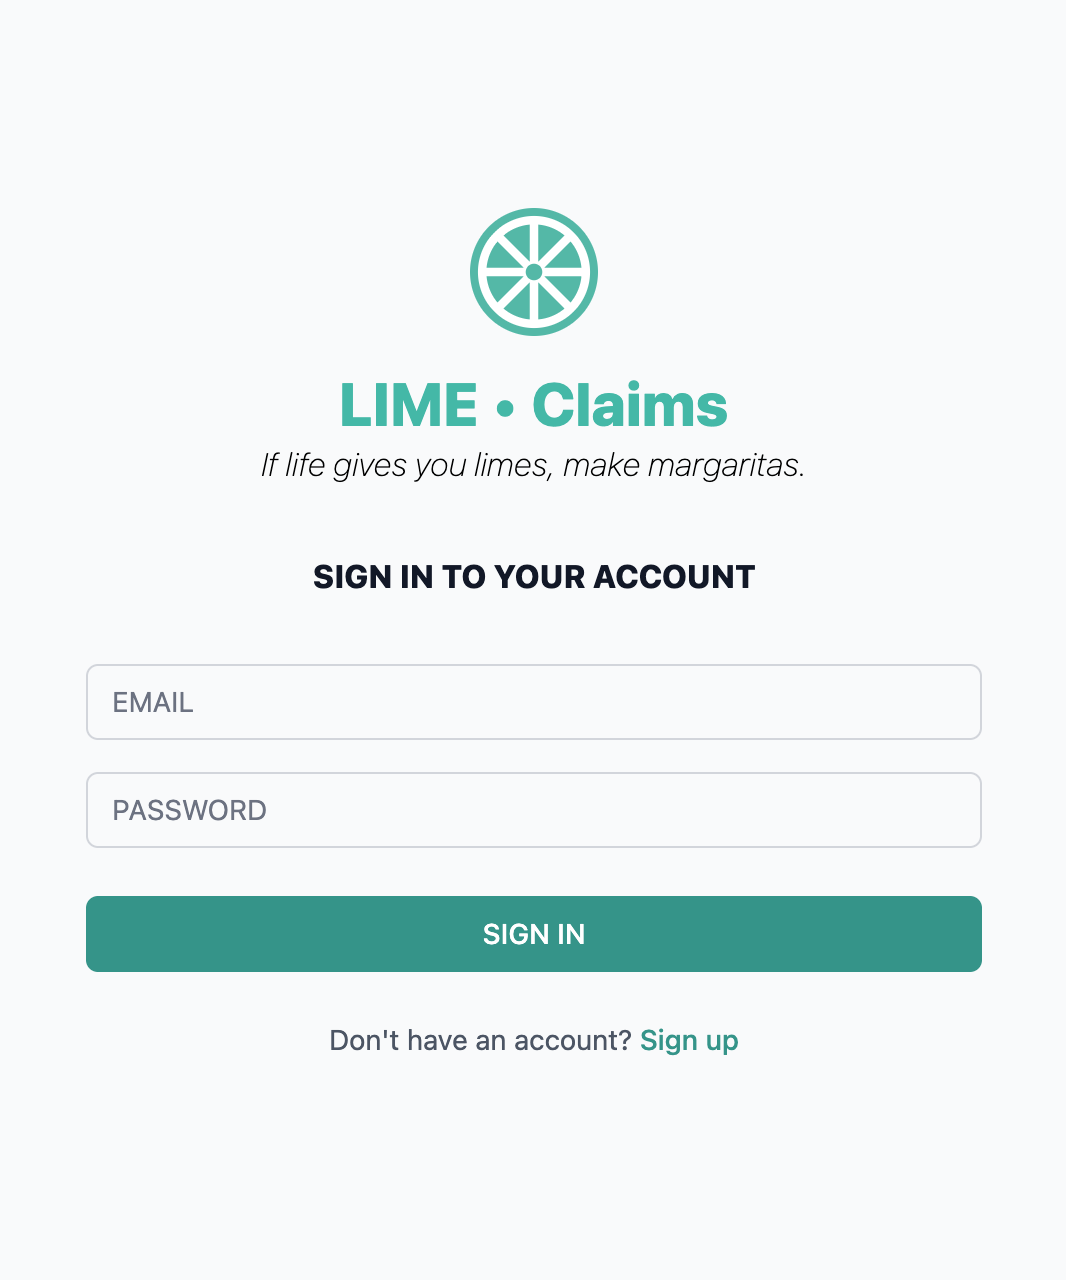 LIME • Claims
If life gives you limes, make margaritas.
SIGN IN TO YOUR ACCOUNT
EMAIL
PASSWORD
SIGN IN
Don't have an account? Sign up